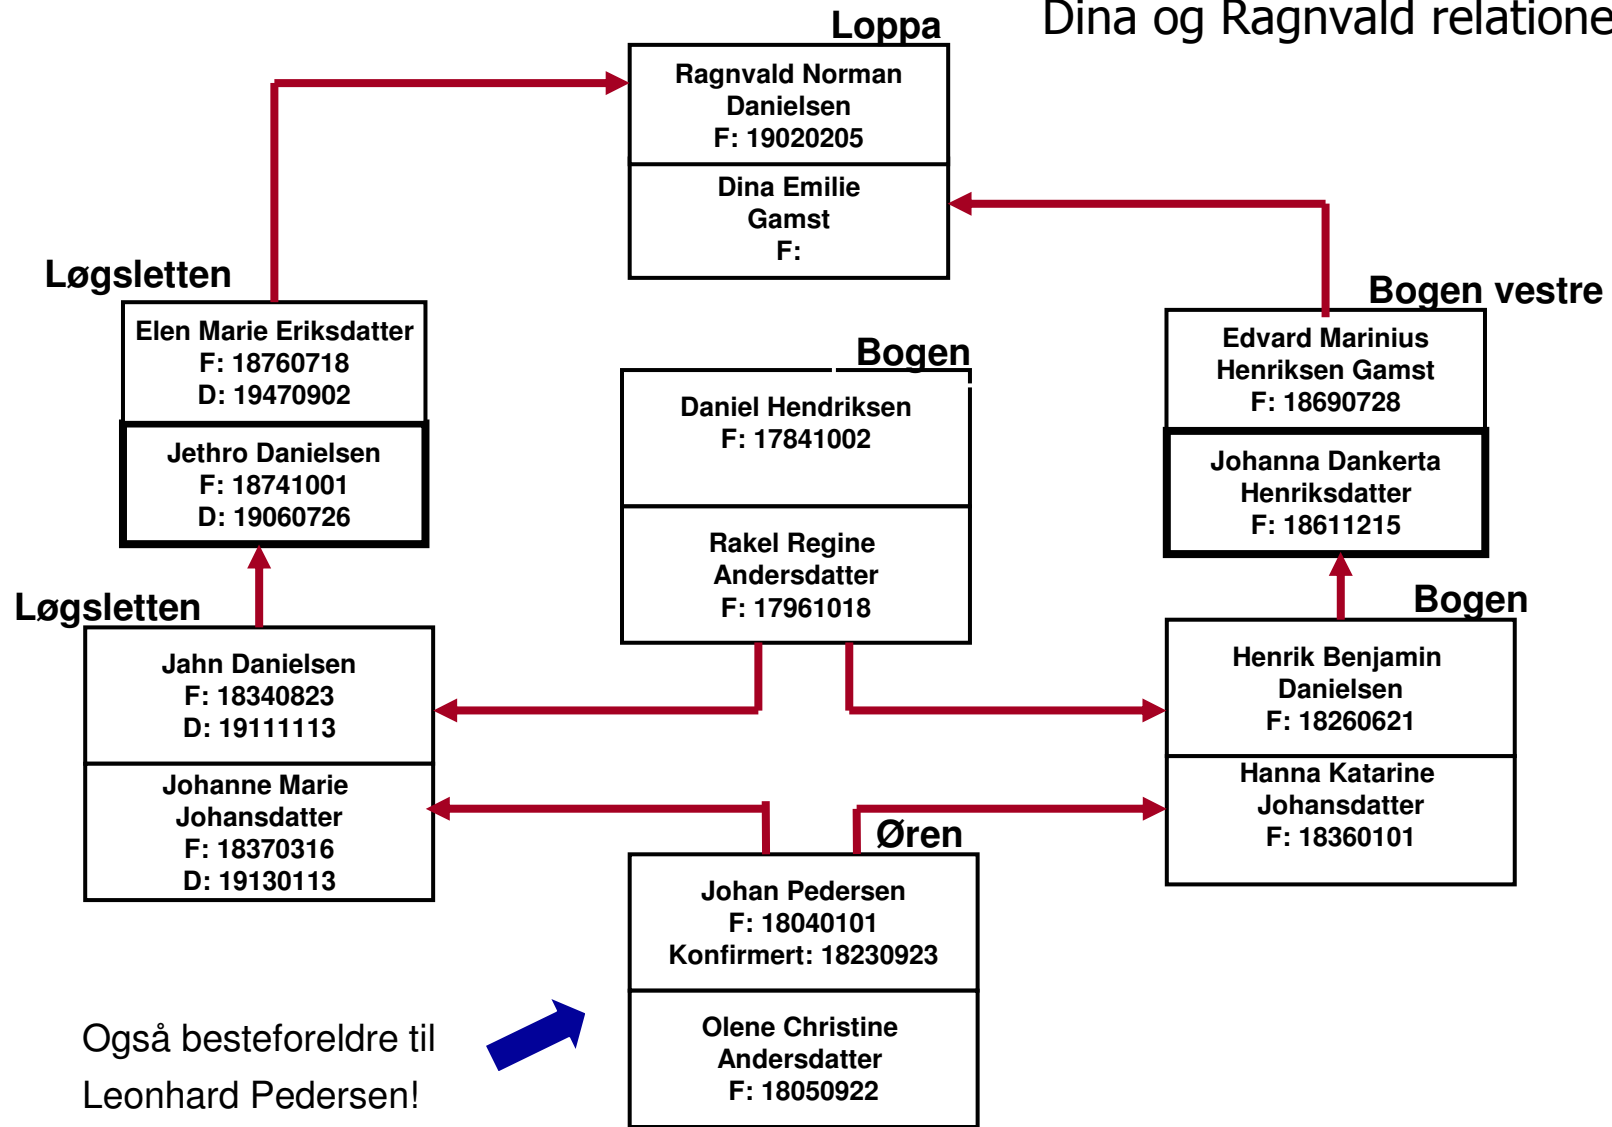 Dina og Ragnvald relatione
Loppa
Ragnvald Norman
Danielsen
F: 19020205
Dina Emilie
Gamst
F:
Løgsletten
Elen Marie Eriksdatter
F: 18760718
D: 19470902
Jethro Danielsen
F: 18741001
D: 19060726
Bogen
Daniel Hendriksen
F: 17841002
Rakel Regine
Andersdatter
F: 17961018
Bogen vestre
Edvard Marinius
Henriksen Gamst
F: 18690728
Johanna Dankerta
Henriksdatter
F: 18611215
Løgsletten
Jahn Danielsen
F: 18340823
D: 19111113
Johanne Marie
Johansdatter
F: 18370316
D: 19130113
Bogen
Henrik Benjamin
Danielsen
F: 18260621
Hanna Katarine
Johansdatter
F: 18360101
Øren
Johan Pedersen
F: 18040101
Konfirmert: 18230923
Olene Christine
Andersdatter
F: 18050922
Også besteforeldre til
Leonhard Pedersen!